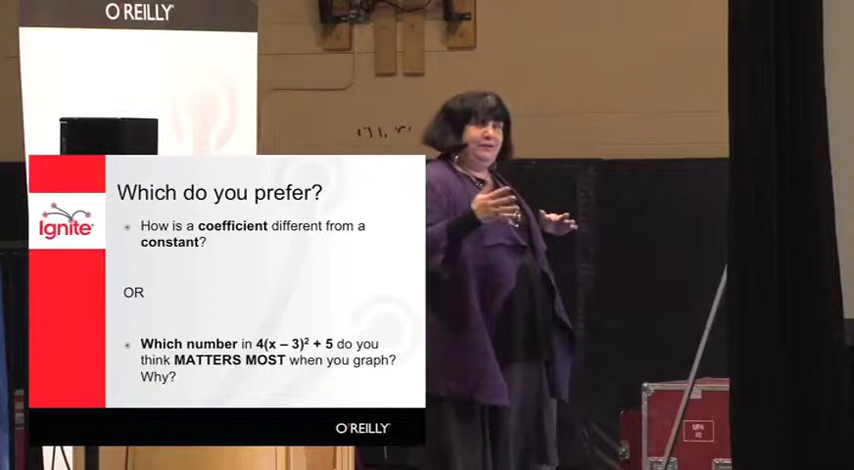 O'REILLY
Which do you prefer?
Ignite
How is a coefficient different from a
constant?
OR
Which number in 4(x – 3)² + 5 do you
think MATTERS MOST when you graph?
Why?
O'REILLY